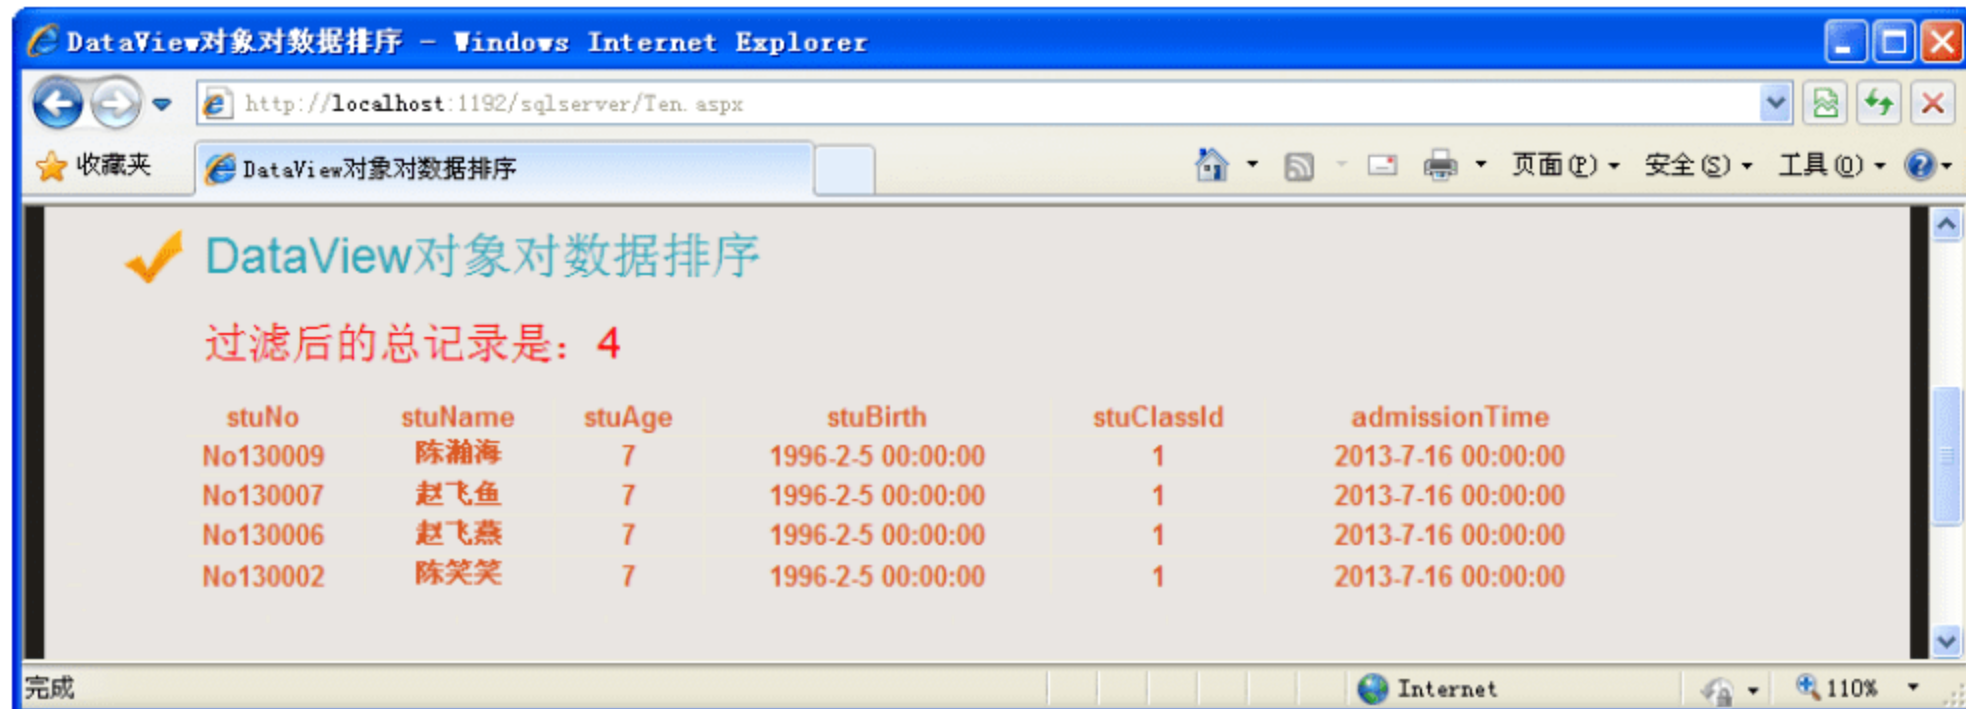 DataView对象对数据排序 - Windows Internet Explorer
http://localhost:1192/sqlserver/Ten.aspx
收藏夹 DataView对象对数据排序 页面(P) 安全(S) 工具(O)
DataView对象对数据排序
过滤后的总记录是：4
stuNo stuName stuAge stuBirth stuClassId admissionTime
No130009 陈瀚海 7 1996-2-5 00:00:00 1 2013-7-16 00:00:00
No130007 赵飞鱼 7 1996-2-5 00:00:00 1 2013-7-16 00:00:00
No130006 赵飞燕 7 1996-2-5 00:00:00 1 2013-7-16 00:00:00
No130002 陈笑笑 7 1996-2-5 00:00:00 1 2013-7-16 00:00:00
完成 Internet 110%